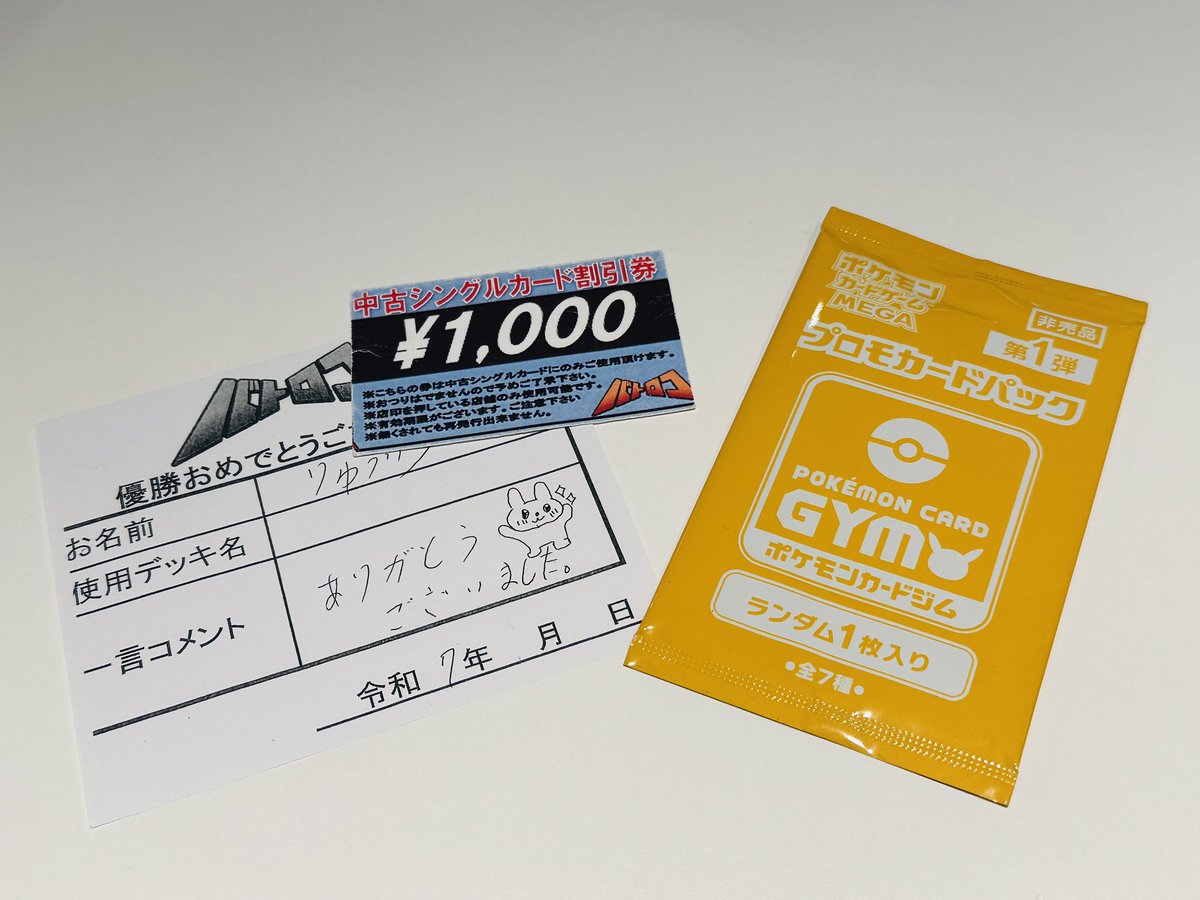 中古シングルカード割引券
¥1,000
※こちらの券は中古シングルカードにのみご使用頂けます。
※おつりはでませんので予めご了承下さい。
※店印を押している店舗のみ使用可能です。
※有効期限がございます。ご注意下さい
※無くされても再発行出来ません。
バトロコ
バトロコ
優勝おめでとうご
お名前
使用デッキ名
一言コメント
ありがとう
ございました。
令和 7年 月 日
ポケモン
カードゲーム
MEGA
非売品
第1弾
プロモカードパック
POKÉMON CARD
GYM
ポケモンカードジム
ランダム1枚入り
•全7種•